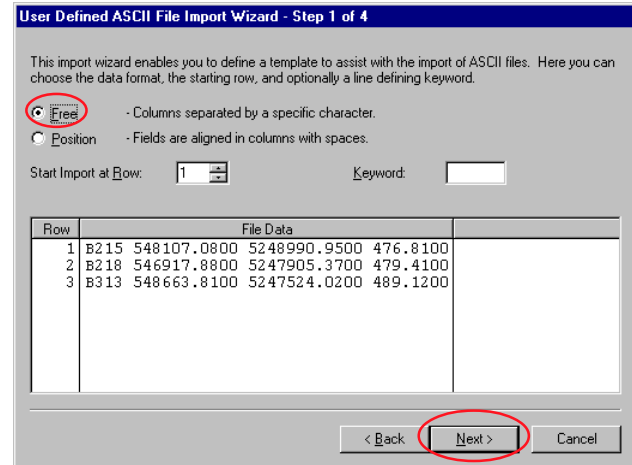 User Defined ASCII File Import Wizard - Step 1 of 4
This import wizard enables you to define a template to assist with the import of ASCII files. Here you can
choose the data format, the starting row, and optionally a line defining keyword.
Free - Columns separated by a specific character.
Position - Fields are aligned in columns with spaces.
Start Import at Row: 1 Keyword:
Row File Data
1 B215 548107.0800 5248990.9500 476.8100
2 B218 546917.8800 5247905.3700 479.4100
3 B313 548663.8100 5247524.0200 489.1200
< Back Next > Cancel